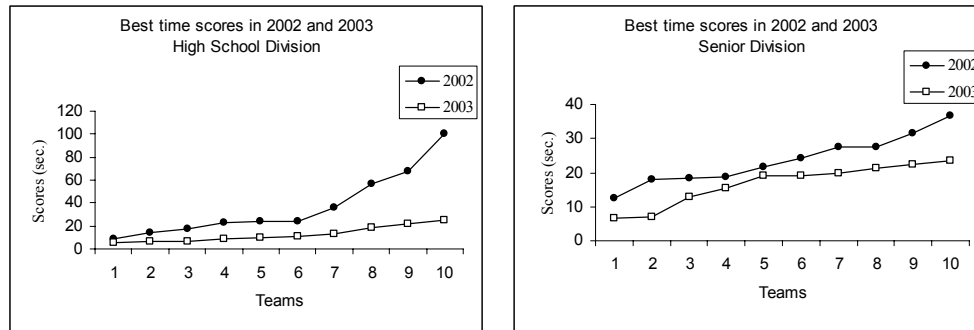 Best time scores in 2002 and 2003
High School Division
2002
2003
120
100
80
60
40
20
0
Scores (sec.)
1 2 3 4 5 6 7 8 9 10
Teams
Best time scores in 2002 and 2003
Senior Division
2002
2003
40
30
20
10
0
Scores (sec.)
1 2 3 4 5 6 7 8 9 10
Teams